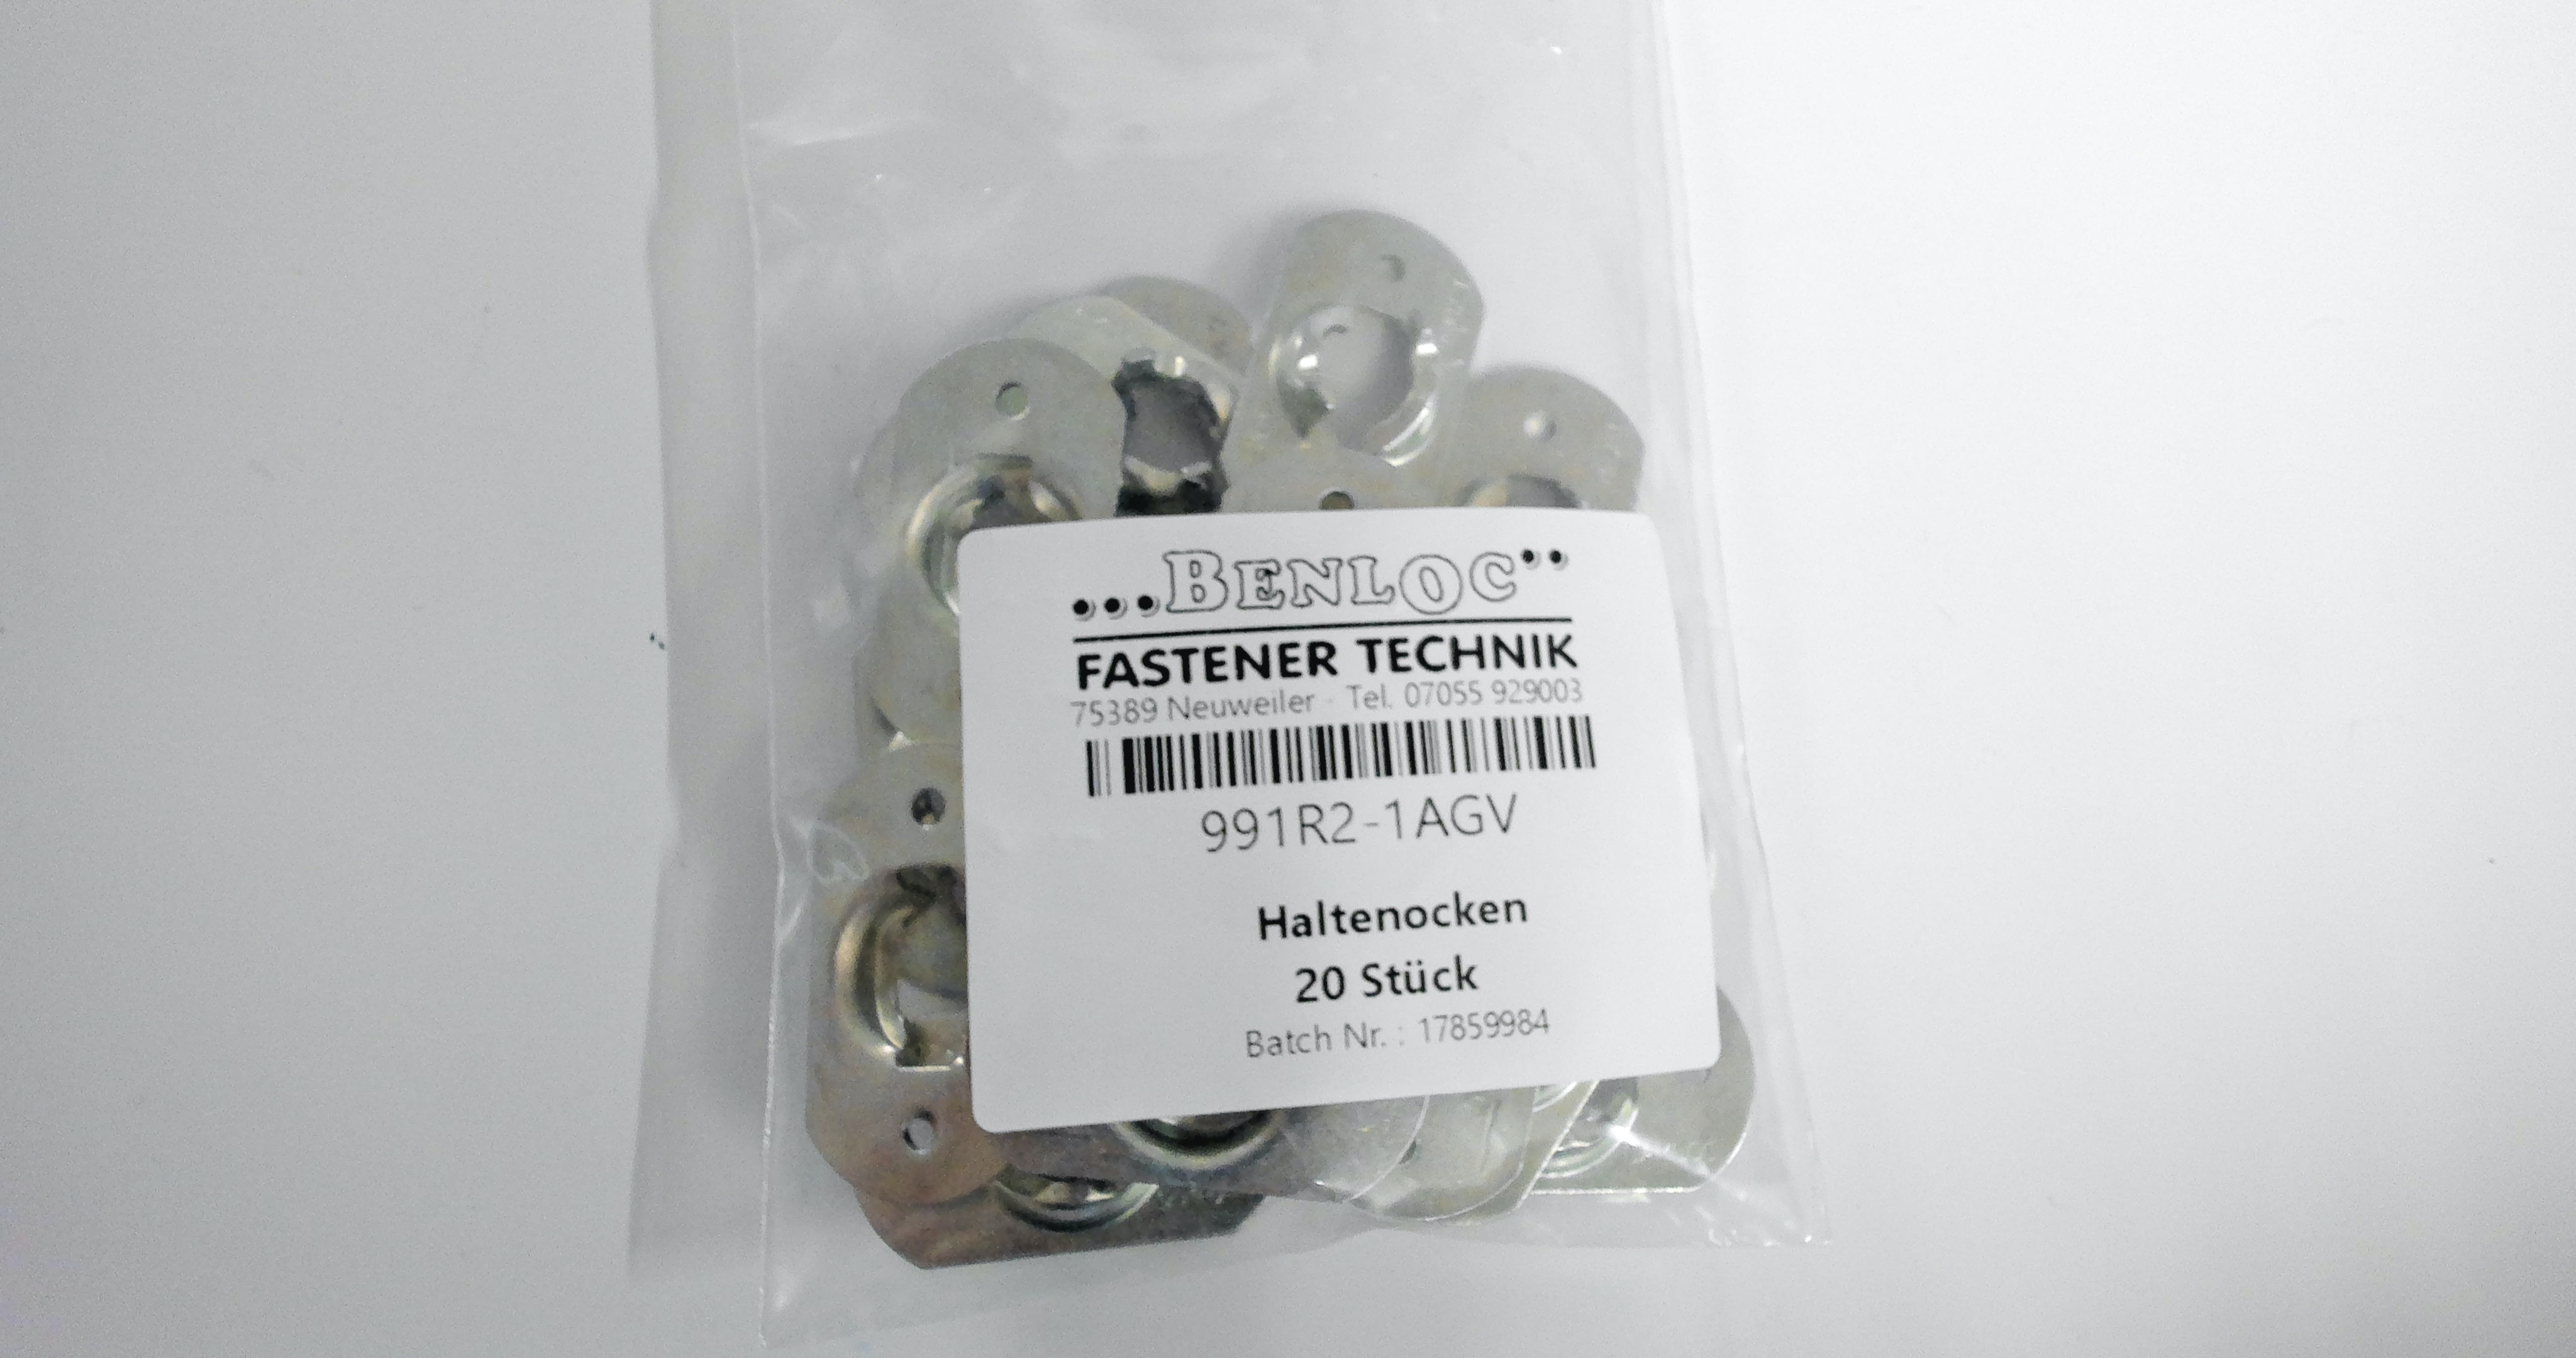 ...BENLOC..
FASTENER TECHNIK
75389 Neuweiler - Tel. 07055 929003
991R2-1AGV
Haltenocken
20 Stück
Batch Nr. : 17859984